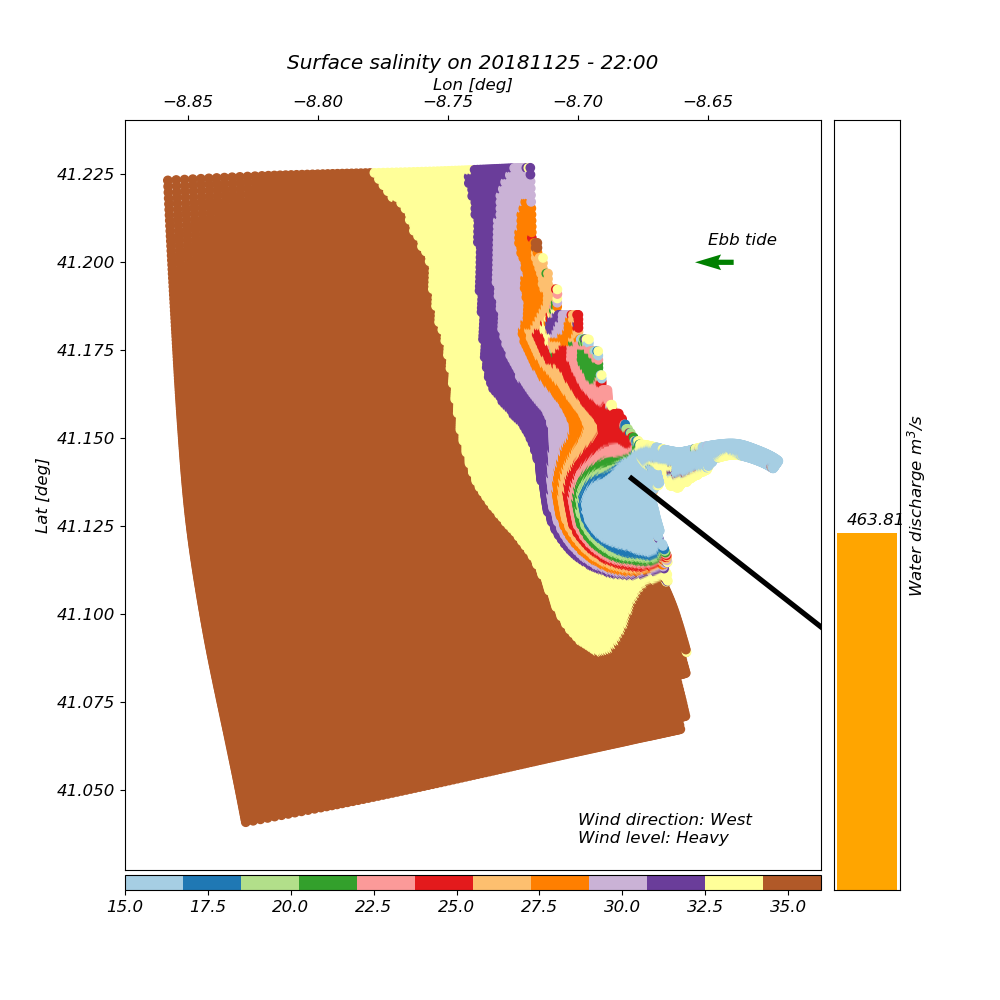 Surface salinity on 20181125 - 22:00
Lon [deg]
−8.85 −8.80 −8.75 −8.70 −8.65
41.225
41.200
41.175
41.150
41.125
41.100
41.075
41.050
Lat [deg]
Ebb tide
463.81
Water discharge m³/s
Wind direction: West
Wind level: Heavy
15.0 17.5 20.0 22.5 25.0 27.5 30.0 32.5 35.0